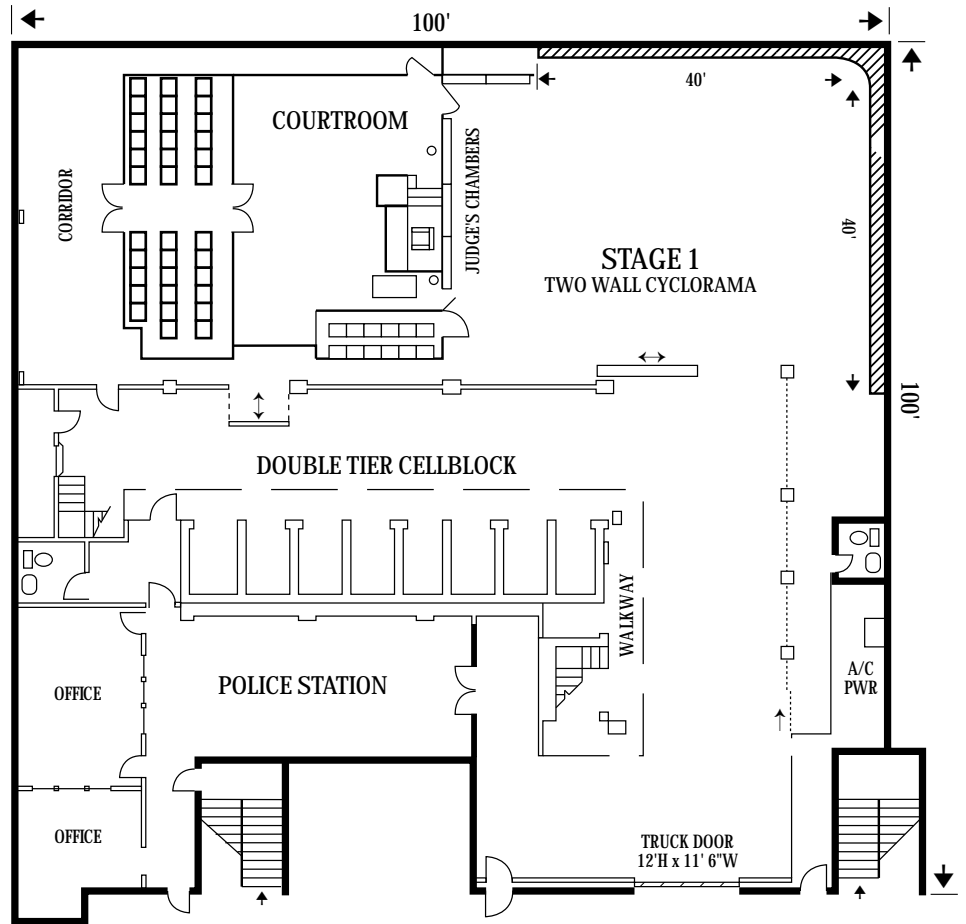 100'
40'
COURTROOM
JUDGE'S CHAMBERS
CORRIDOR
40'
STAGE 1
TWO WALL CYCLORAMA
100'
DOUBLE TIER CELLBLOCK
WALKWAY
A/C
PWR
OFFICE
POLICE STATION
OFFICE
TRUCK DOOR
12'H x 11' 6"W